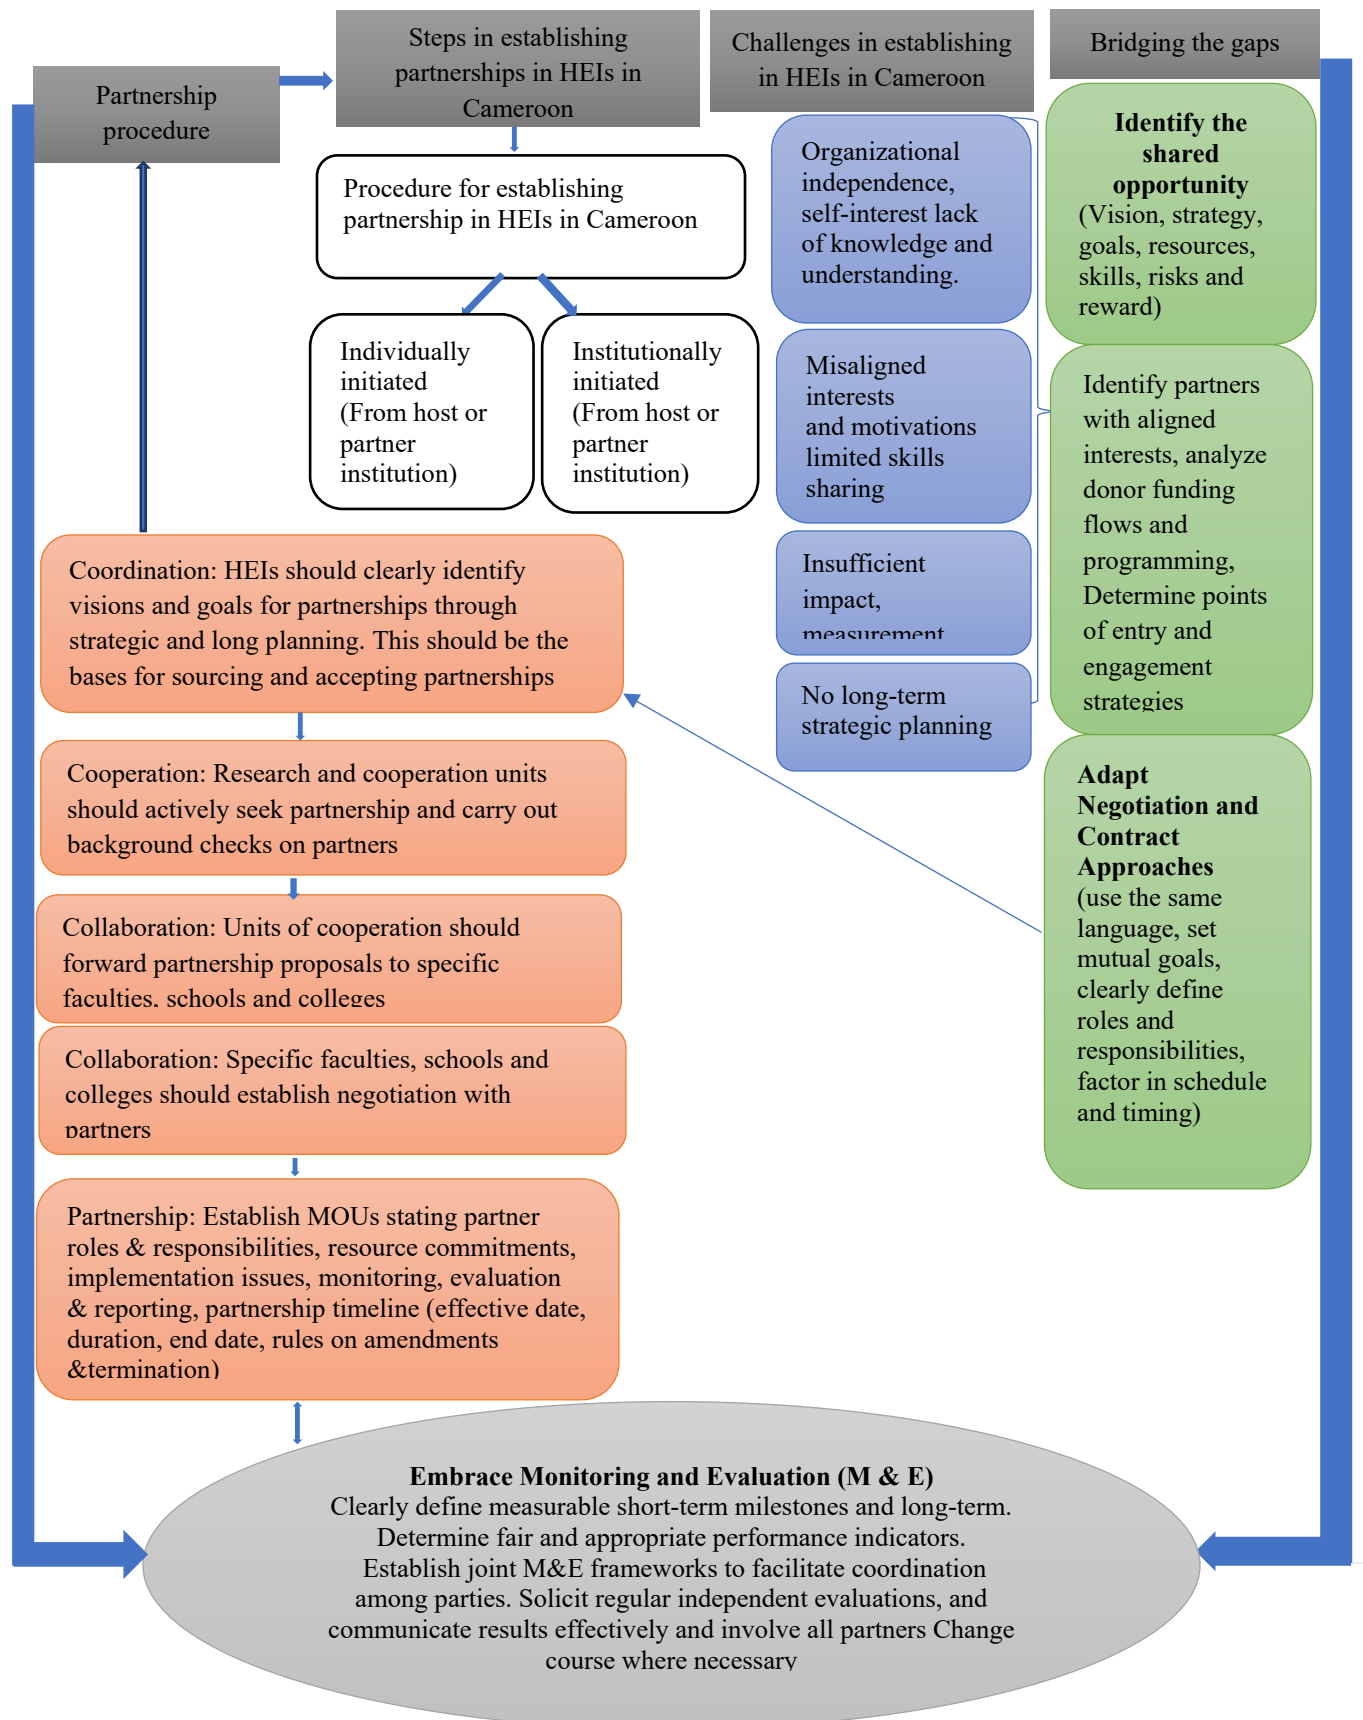 Partnership
procedure
Steps in establishing
partnerships in HEIs in
Cameroon
Challenges in establishing
in HEIs in Cameroon
Bridging the gaps
Procedure for establishing
partnership in HEIs in Cameroon
Individually
initiated
(From host or
partner
institution)
Institutionally
initiated
(From host or
partner
institution)
Organizational
independence,
self-interest lack
of knowledge and
understanding.
Misaligned
interests
and motivations
limited skills
sharing
Insufficient
impact,
measurement
No long-term
strategic planning
Identify the
shared
opportunity
(Vision, strategy,
goals, resources,
skills, risks and
reward)
Identify partners
with aligned
interests, analyze
donor funding
flows and
programming,
Determine points
of entry and
engagement
strategies
Adapt
Negotiation and
Contract
Approaches
(use the same
language, set
mutual goals,
clearly define
roles and
responsibilities,
factor in schedule
and timing)
Coordination: HEIs should clearly identify
visions and goals for partnerships through
strategic and long planning. This should be the
bases for sourcing and accepting partnerships
Cooperation: Research and cooperation units
should actively seek partnership and carry out
background checks on partners
Collaboration: Units of cooperation should
forward partnership proposals to specific
faculties, schools and colleges
Collaboration: Specific faculties, schools and
colleges should establish negotiation with
partners
Partnership: Establish MOUs stating partner
roles & responsibilities, resource commitments,
implementation issues, monitoring, evaluation
& reporting, partnership timeline (effective date,
duration, end date, rules on amendments
&termination)
Embrace Monitoring and Evaluation (M & E)
Clearly define measurable short-term milestones and long-term.
Determine fair and appropriate performance indicators.
Establish joint M&E frameworks to facilitate coordination
among parties. Solicit regular independent evaluations, and
communicate results effectively and involve all partners Change
course where necessary